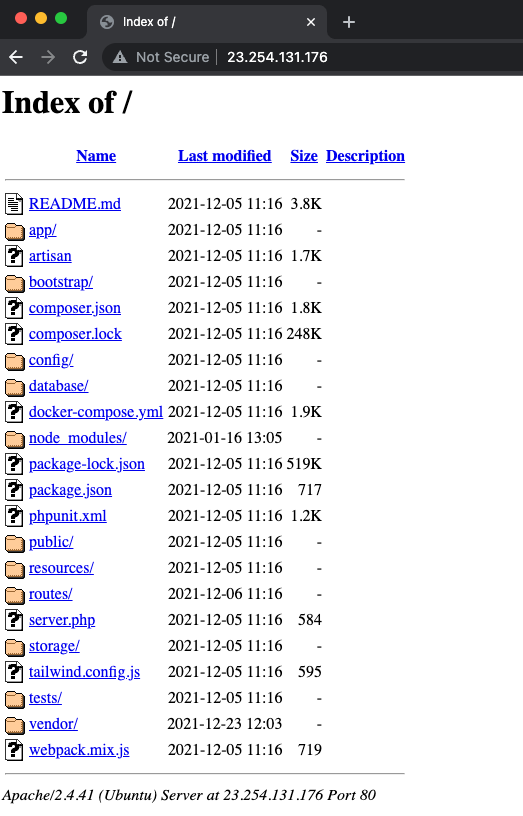 Index of /
Not Secure 23.254.131.176
Index of /
Name Last modified Size Description
README.md 2021-12-05 11:16 3.8K
app/ 2021-12-05 11:16 -
artisan 2021-12-05 11:16 1.7K
bootstrap/ 2021-12-05 11:16 -
composer.json 2021-12-05 11:16 1.8K
composer.lock 2021-12-05 11:16 248K
config/ 2021-12-05 11:16 -
database/ 2021-12-05 11:16 -
docker-compose.yml 2021-12-05 11:16 1.9K
node_modules/ 2021-01-16 13:05 -
package-lock.json 2021-12-05 11:16 519K
package.json 2021-12-05 11:16 717
phpunit.xml 2021-12-05 11:16 1.2K
public/ 2021-12-05 11:16 -
resources/ 2021-12-05 11:16 -
routes/ 2021-12-06 11:16 -
server.php 2021-12-05 11:16 584
storage/ 2021-12-05 11:16 -
tailwind.config.js 2021-12-05 11:16 595
tests/ 2021-12-05 11:16 -
vendor/ 2021-12-23 12:03 -
webpack.mix.js 2021-12-05 11:16 719
Apache/2.4.41 (Ubuntu) Server at 23.254.131.176 Port 80